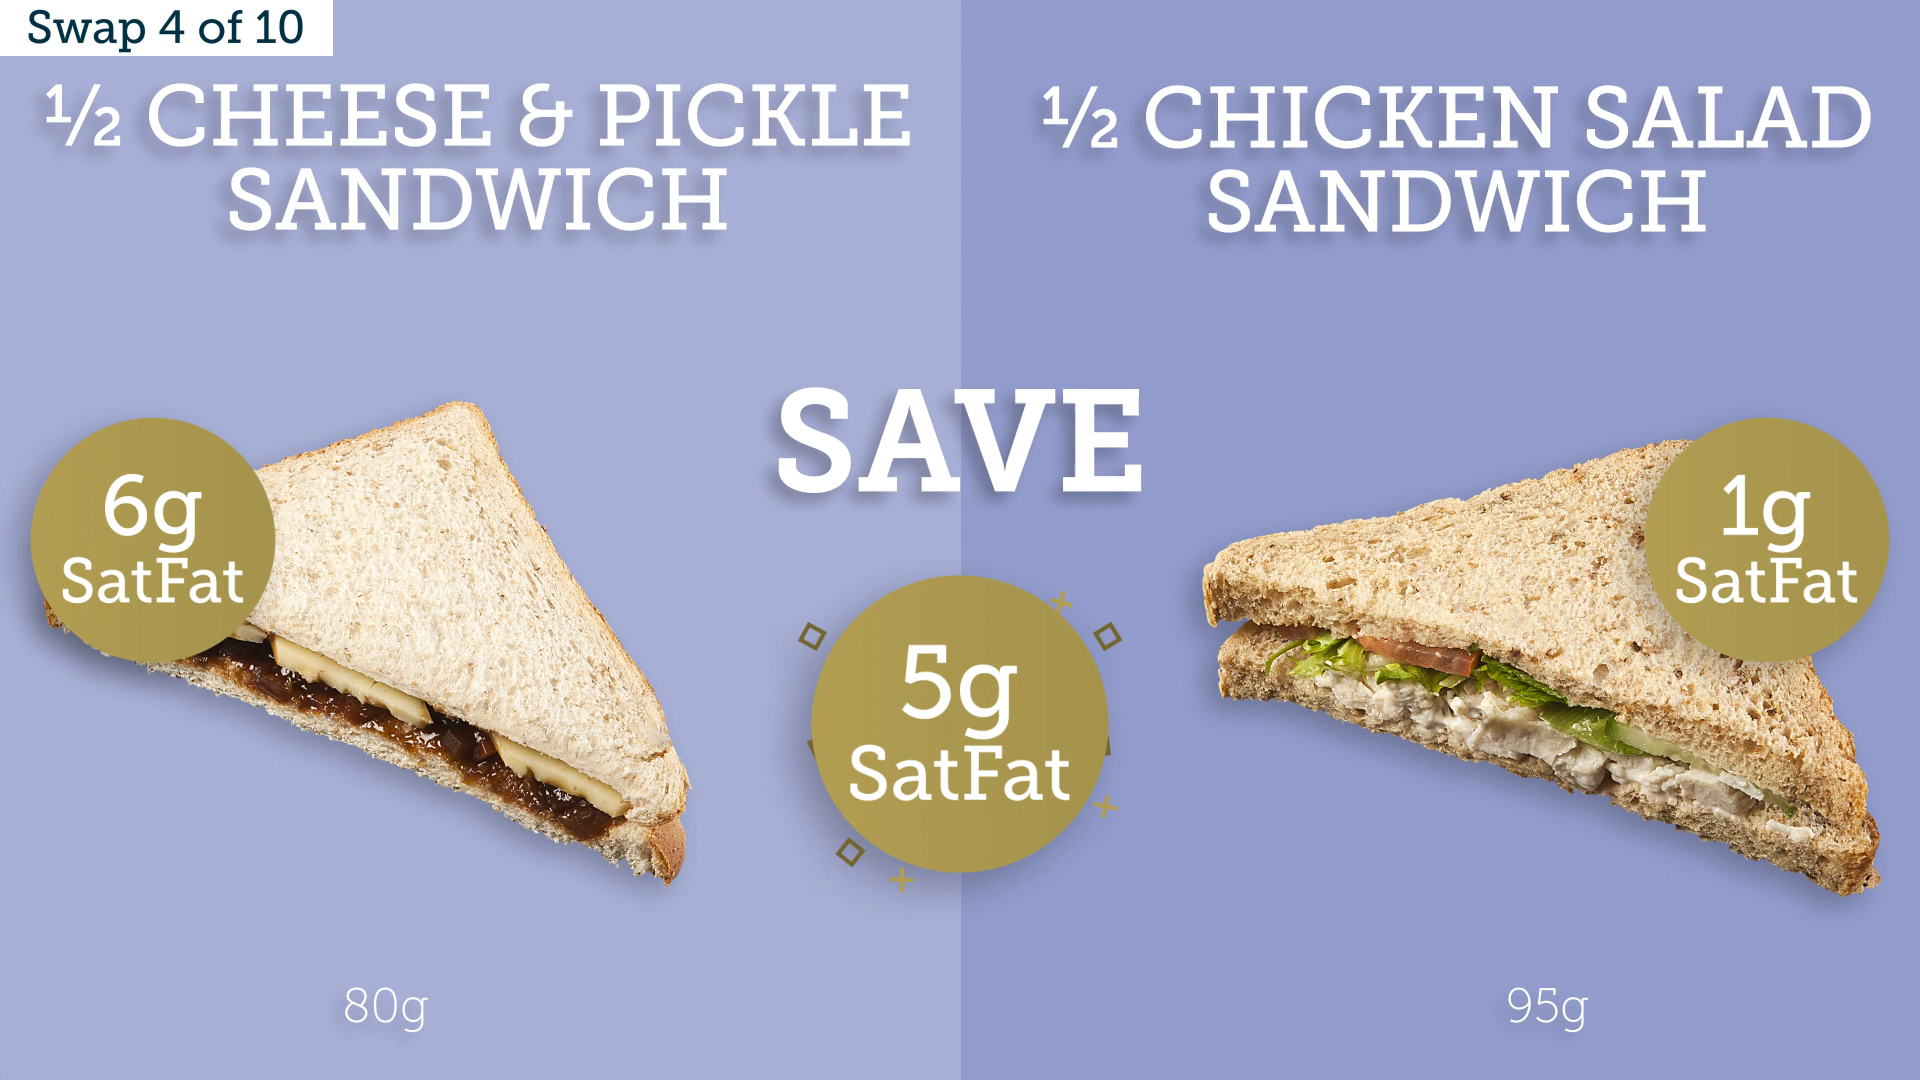 Swap 4 of 10
½ CHEESE & PICKLE
SANDWICH
½ CHICKEN SALAD
SANDWICH
SAVE
6g
SatFat
1g
SatFat
5g
SatFat
80g
95g